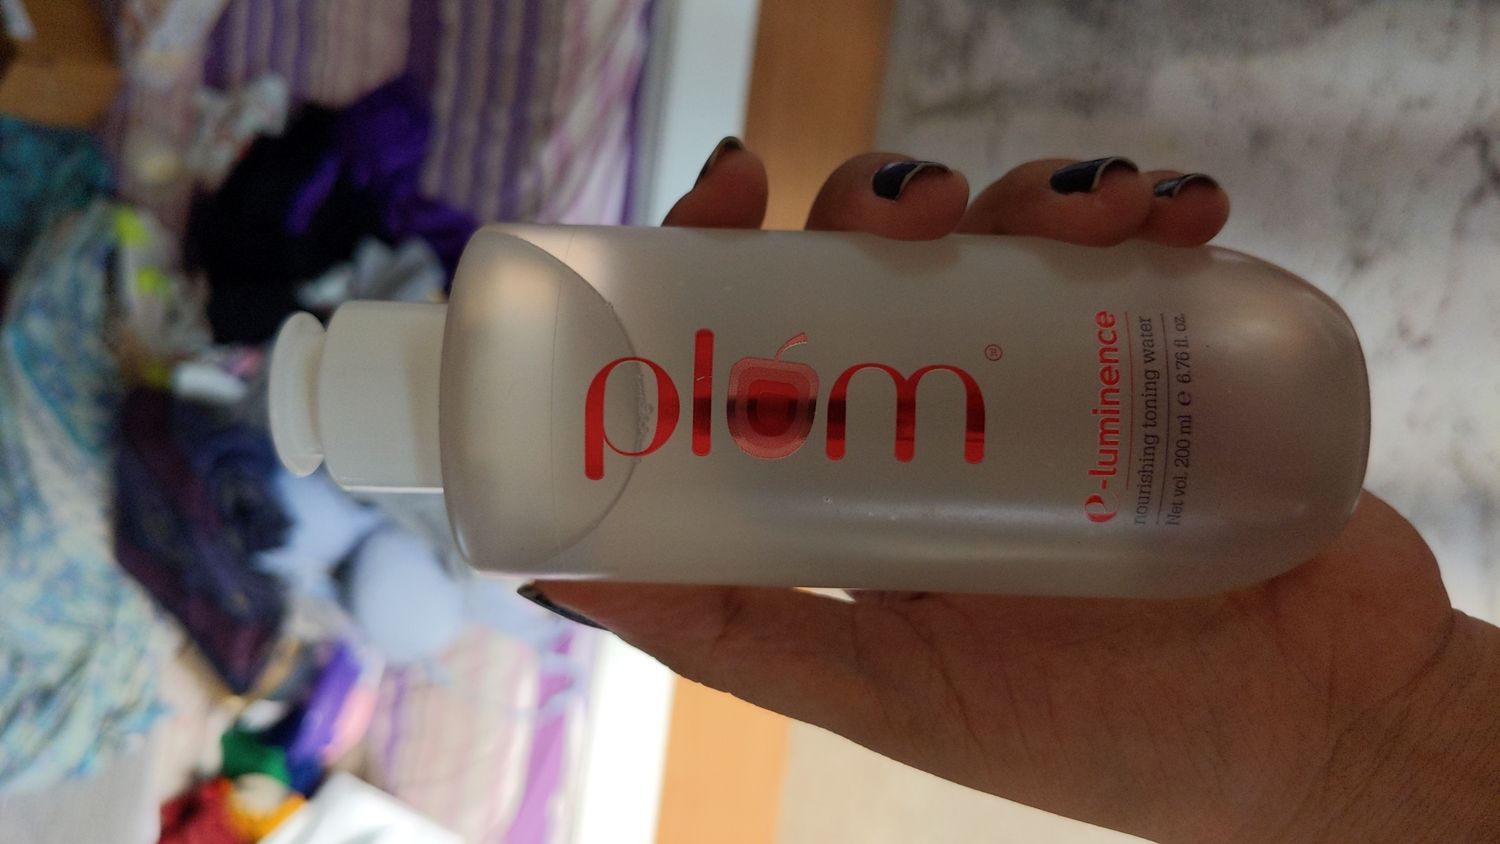 plum®
e-luminence
nourishing toning water
Net vol. 200 ml ℮ 6.76 fl. oz.